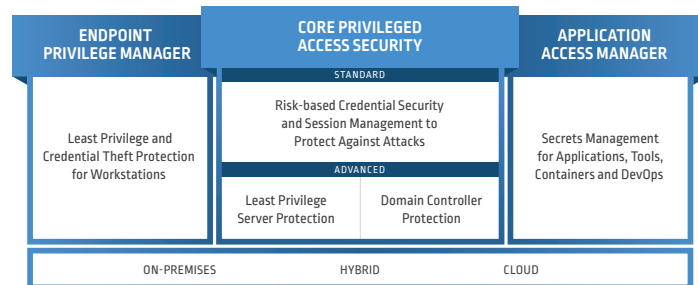 ENDPOINT
PRIVILEGE MANAGER
Least Privilege and
Credential Theft Protection
for Workstations
CORE PRIVILEGED
ACCESS SECURITY
STANDARD
Risk-based Credential Security
and Session Management to
Protect Against Attacks
ADVANCED
Least Privilege
Server Protection
Domain Controller
Protection
APPLICATION
ACCESS MANAGER
Secrets Management
for Applications, Tools,
Containers and DevOps
ON-PREMISES
HYBRID
CLOUD